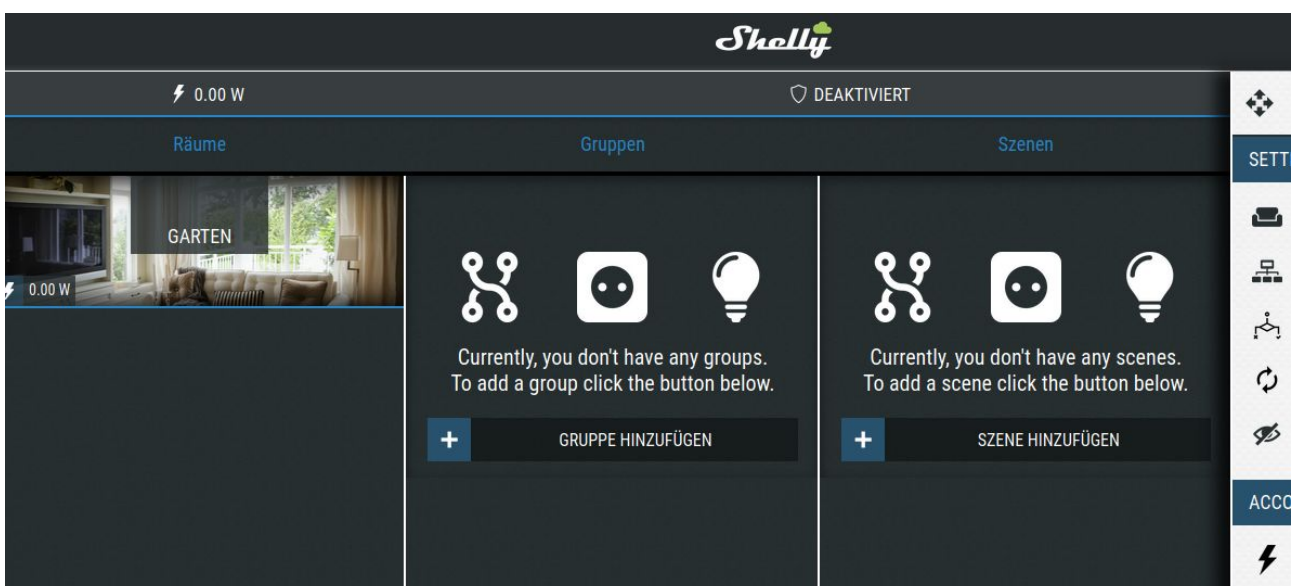 Shelly
0.00 W
DEAKTIVIERT
Räume
Gruppen
Szenen
SETT
GARTEN
0.00 W
Currently, you don't have any groups.
To add a group click the button below.
GRUPPE HINZUFÜGEN
Currently, you don't have any scenes.
To add a scene click the button below.
SZENE HINZUFÜGEN
ACCO